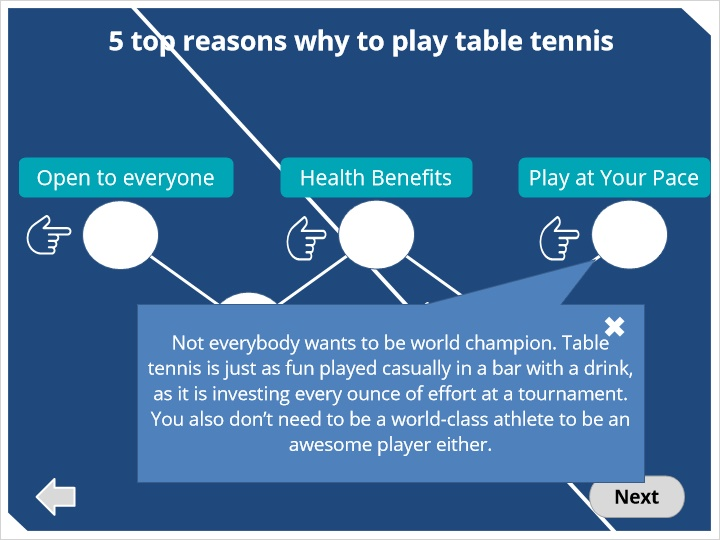 5 top reasons why to play table tennis
Open to everyone
Health Benefits
Play at Your Pace
Not everybody wants to be world champion. Table
tennis is just as fun played casually in a bar with a drink,
as it is investing every ounce of effort at a tournament.
You also don’t need to be a world-class athlete to be an
awesome player either.
Next